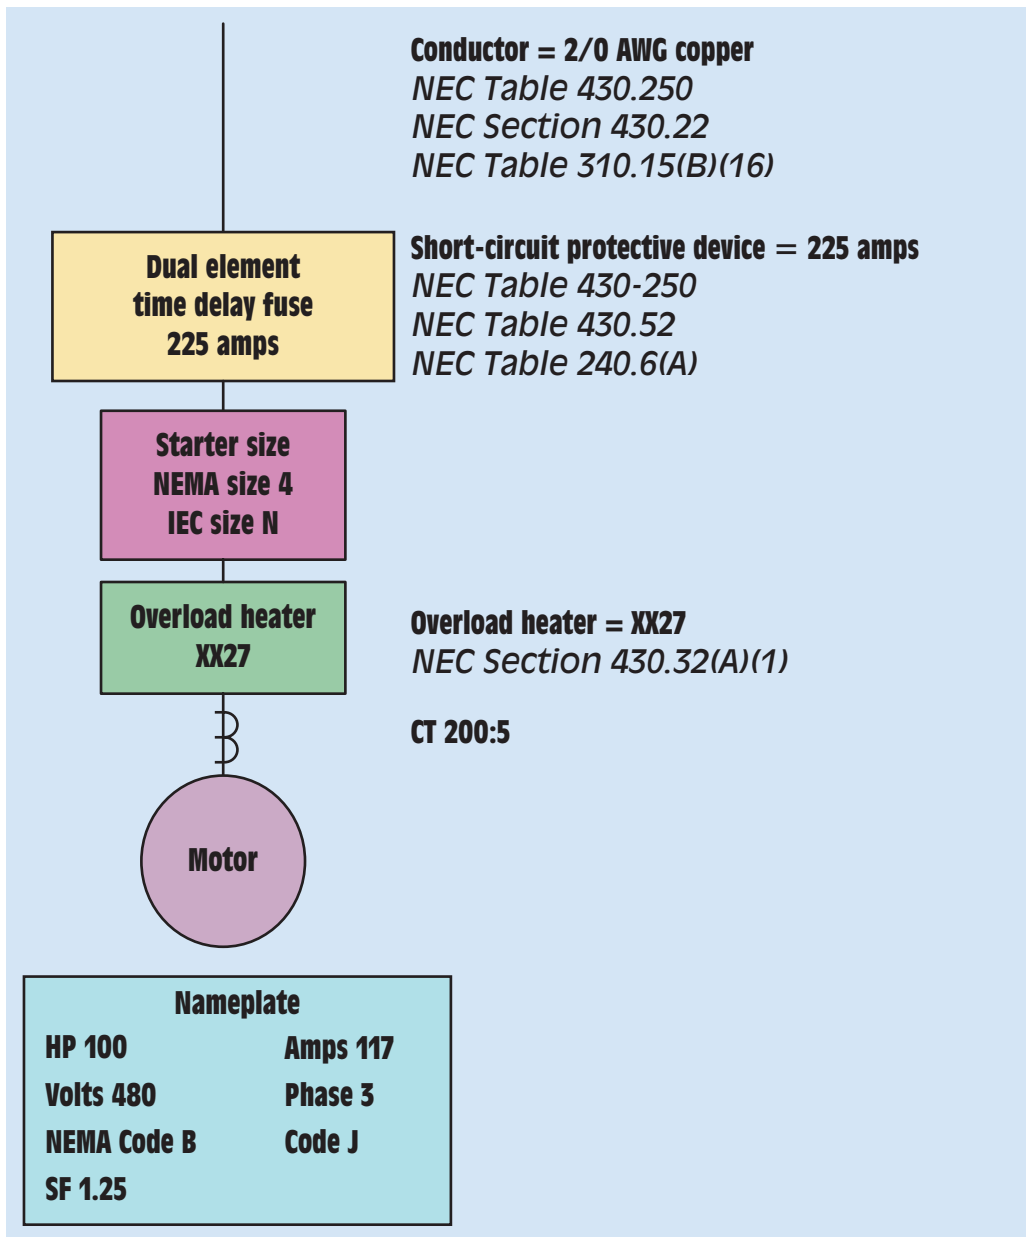 Conductor = 2/0 AWG copper
NEC Table 430.250
NEC Section 430.22
NEC Table 310.15(B)(16)
Dual element
time delay fuse
225 amps
Short-circuit protective device = 225 amps
NEC Table 430-250
NEC Table 430.52
NEC Table 240.6(A)
Starter size
NEMA size 4
IEC size N
Overload heater
XX27
Overload heater = XX27
NEC Section 430.32(A)(1)
CT 200:5
Motor
Nameplate
HP 100 Amps 117
Volts 480 Phase 3
NEMA Code B Code J
SF 1.25